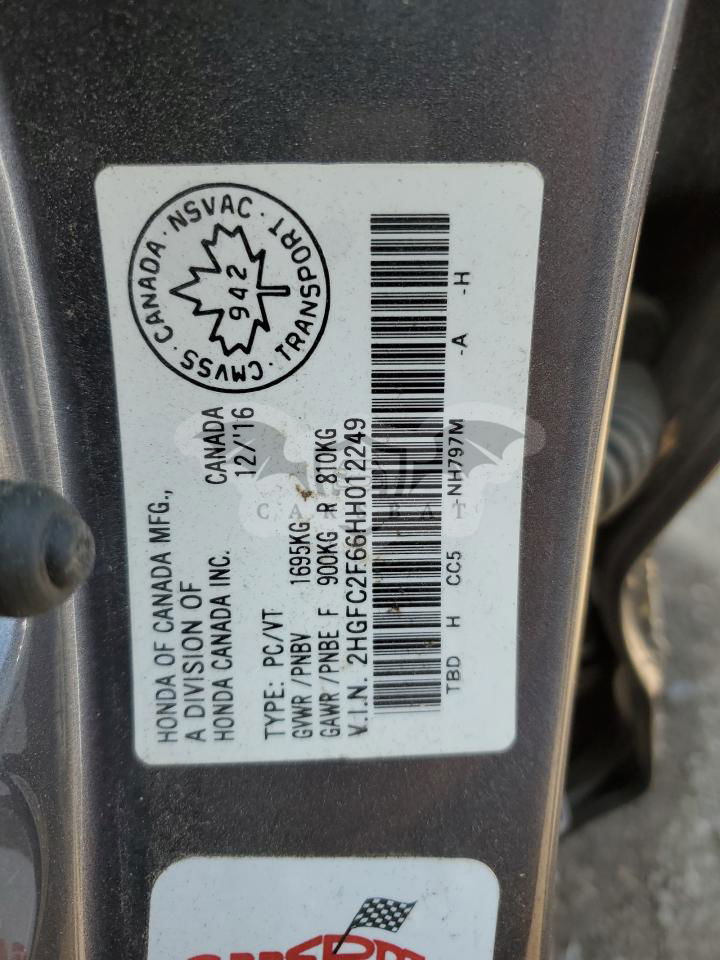 CMVSS · CANADA · NSVAC · TRANSPORT ·
942
HONDA OF CANADA MFG.,
A DIVISION OF
HONDA CANADA INC. CANADA
12/'16
TYPE: PC/VT
GVWR /PNBV 1695KG
GAWR /PNBE F 900KG R 810KG
V.I.N. 2HGFC2F66HH012249
TBD H CC5 -NH797M -A -H